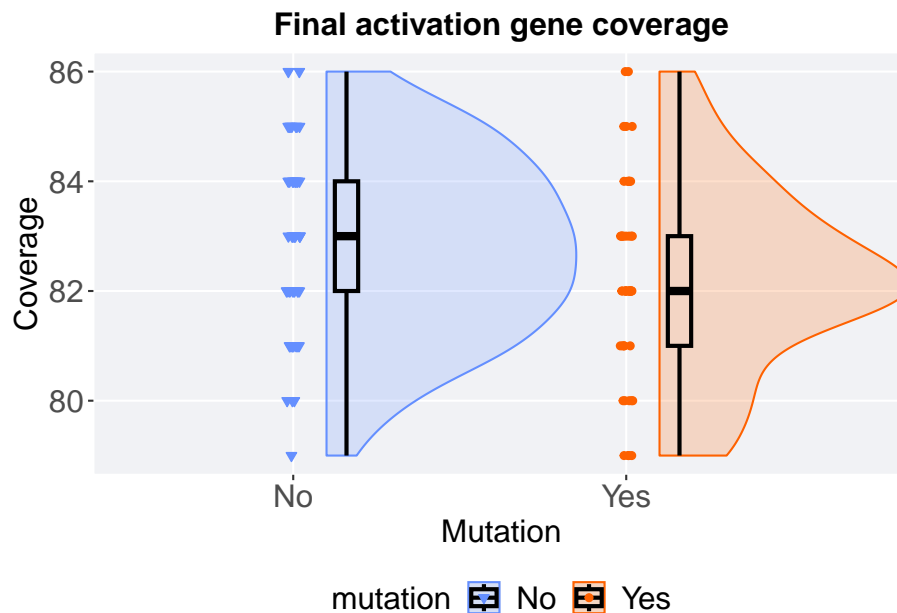 Final activation gene coverage
86
84
82
80
Coverage
No Yes
Mutation
mutation No Yes